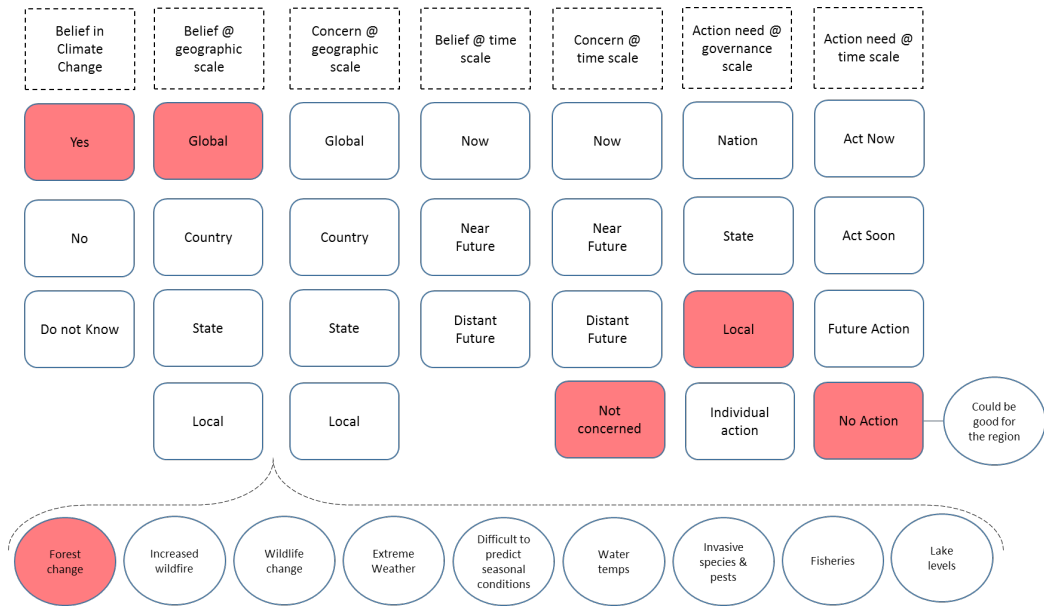 Belief in
Climate
Change
Belief @
geographic
scale
Concern @
geographic
scale
Belief @ time
scale
Concern @
time scale
Action need @
governance
scale
Action need @
time scale
Yes
Global
Global
Now
Now
Nation
Act Now
No
Country
Country
Near
Future
Near
Future
State
Act Soon
Do not Know
State
State
Distant
Future
Distant
Future
Local
Future Action
Local
Local
Not
concerned
Individual
action
No Action
Could be
good for
the region
Forest
change
Increased
wildfire
Wildlife
change
Extreme
Weather
Difficult to
predict
seasonal
conditions
Water
temps
Invasive
species &
pests
Fisheries
Lake
levels